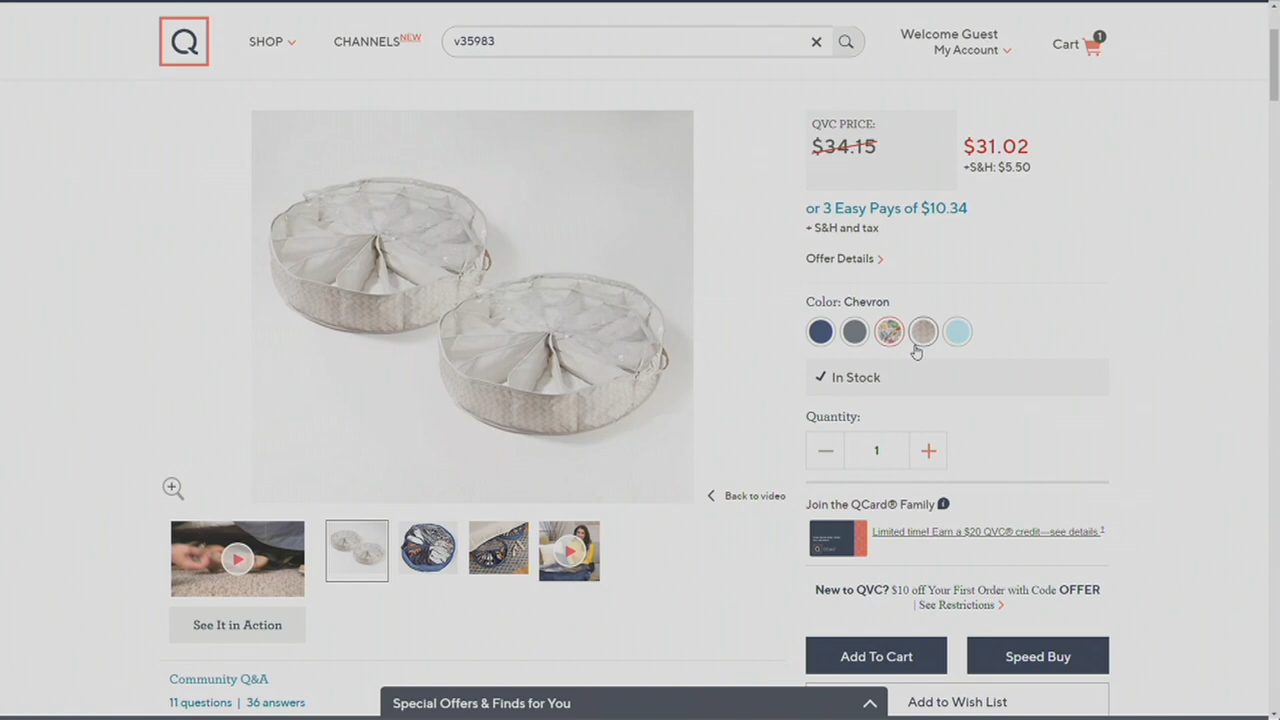 Q
SHOP
CHANNELS NEW
v35983
Welcome Guest
My Account
Cart
1
QVC PRICE:
$34.15
$31.02
+S&H: $5.50
or 3 Easy Pays of $10.34
+ S&H and tax
Offer Details
Color: Chevron
In Stock
Quantity:
1
Back to video
Join the QCard® Family
Limited time! Earn a $20 QVC® credit—see details.‡
See It in Action
New to QVC? $10 off Your First Order with Code OFFER
| See Restrictions
Add To Cart
Speed Buy
Community Q&A
11 questions | 36 answers
Special Offers & Finds for You
Add to Wish List